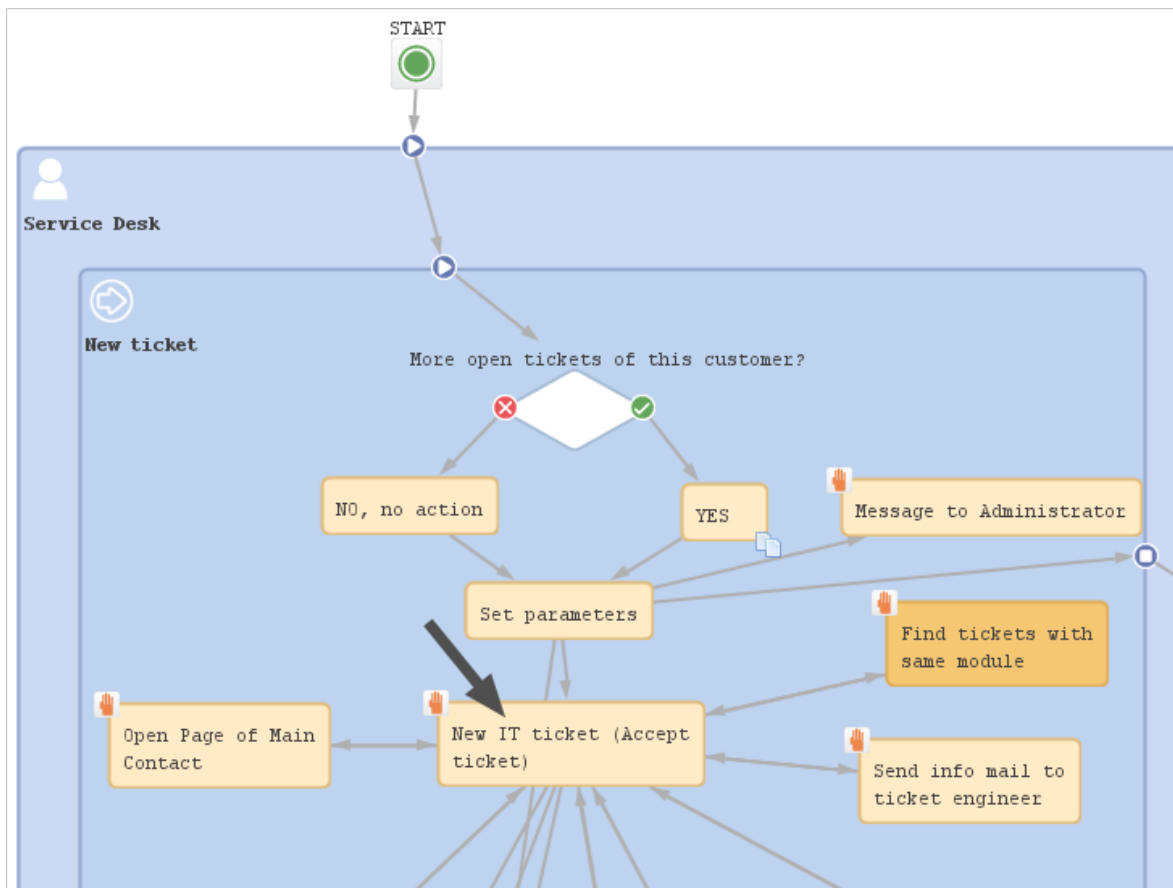 START
Service Desk
New ticket
More open tickets of this customer?
NO, no action
YES
Message to Administrator
Set parameters
Find tickets with
same module
Open Page of Main
Contact
New IT ticket (Accept
ticket)
Send info mail to
ticket engineer